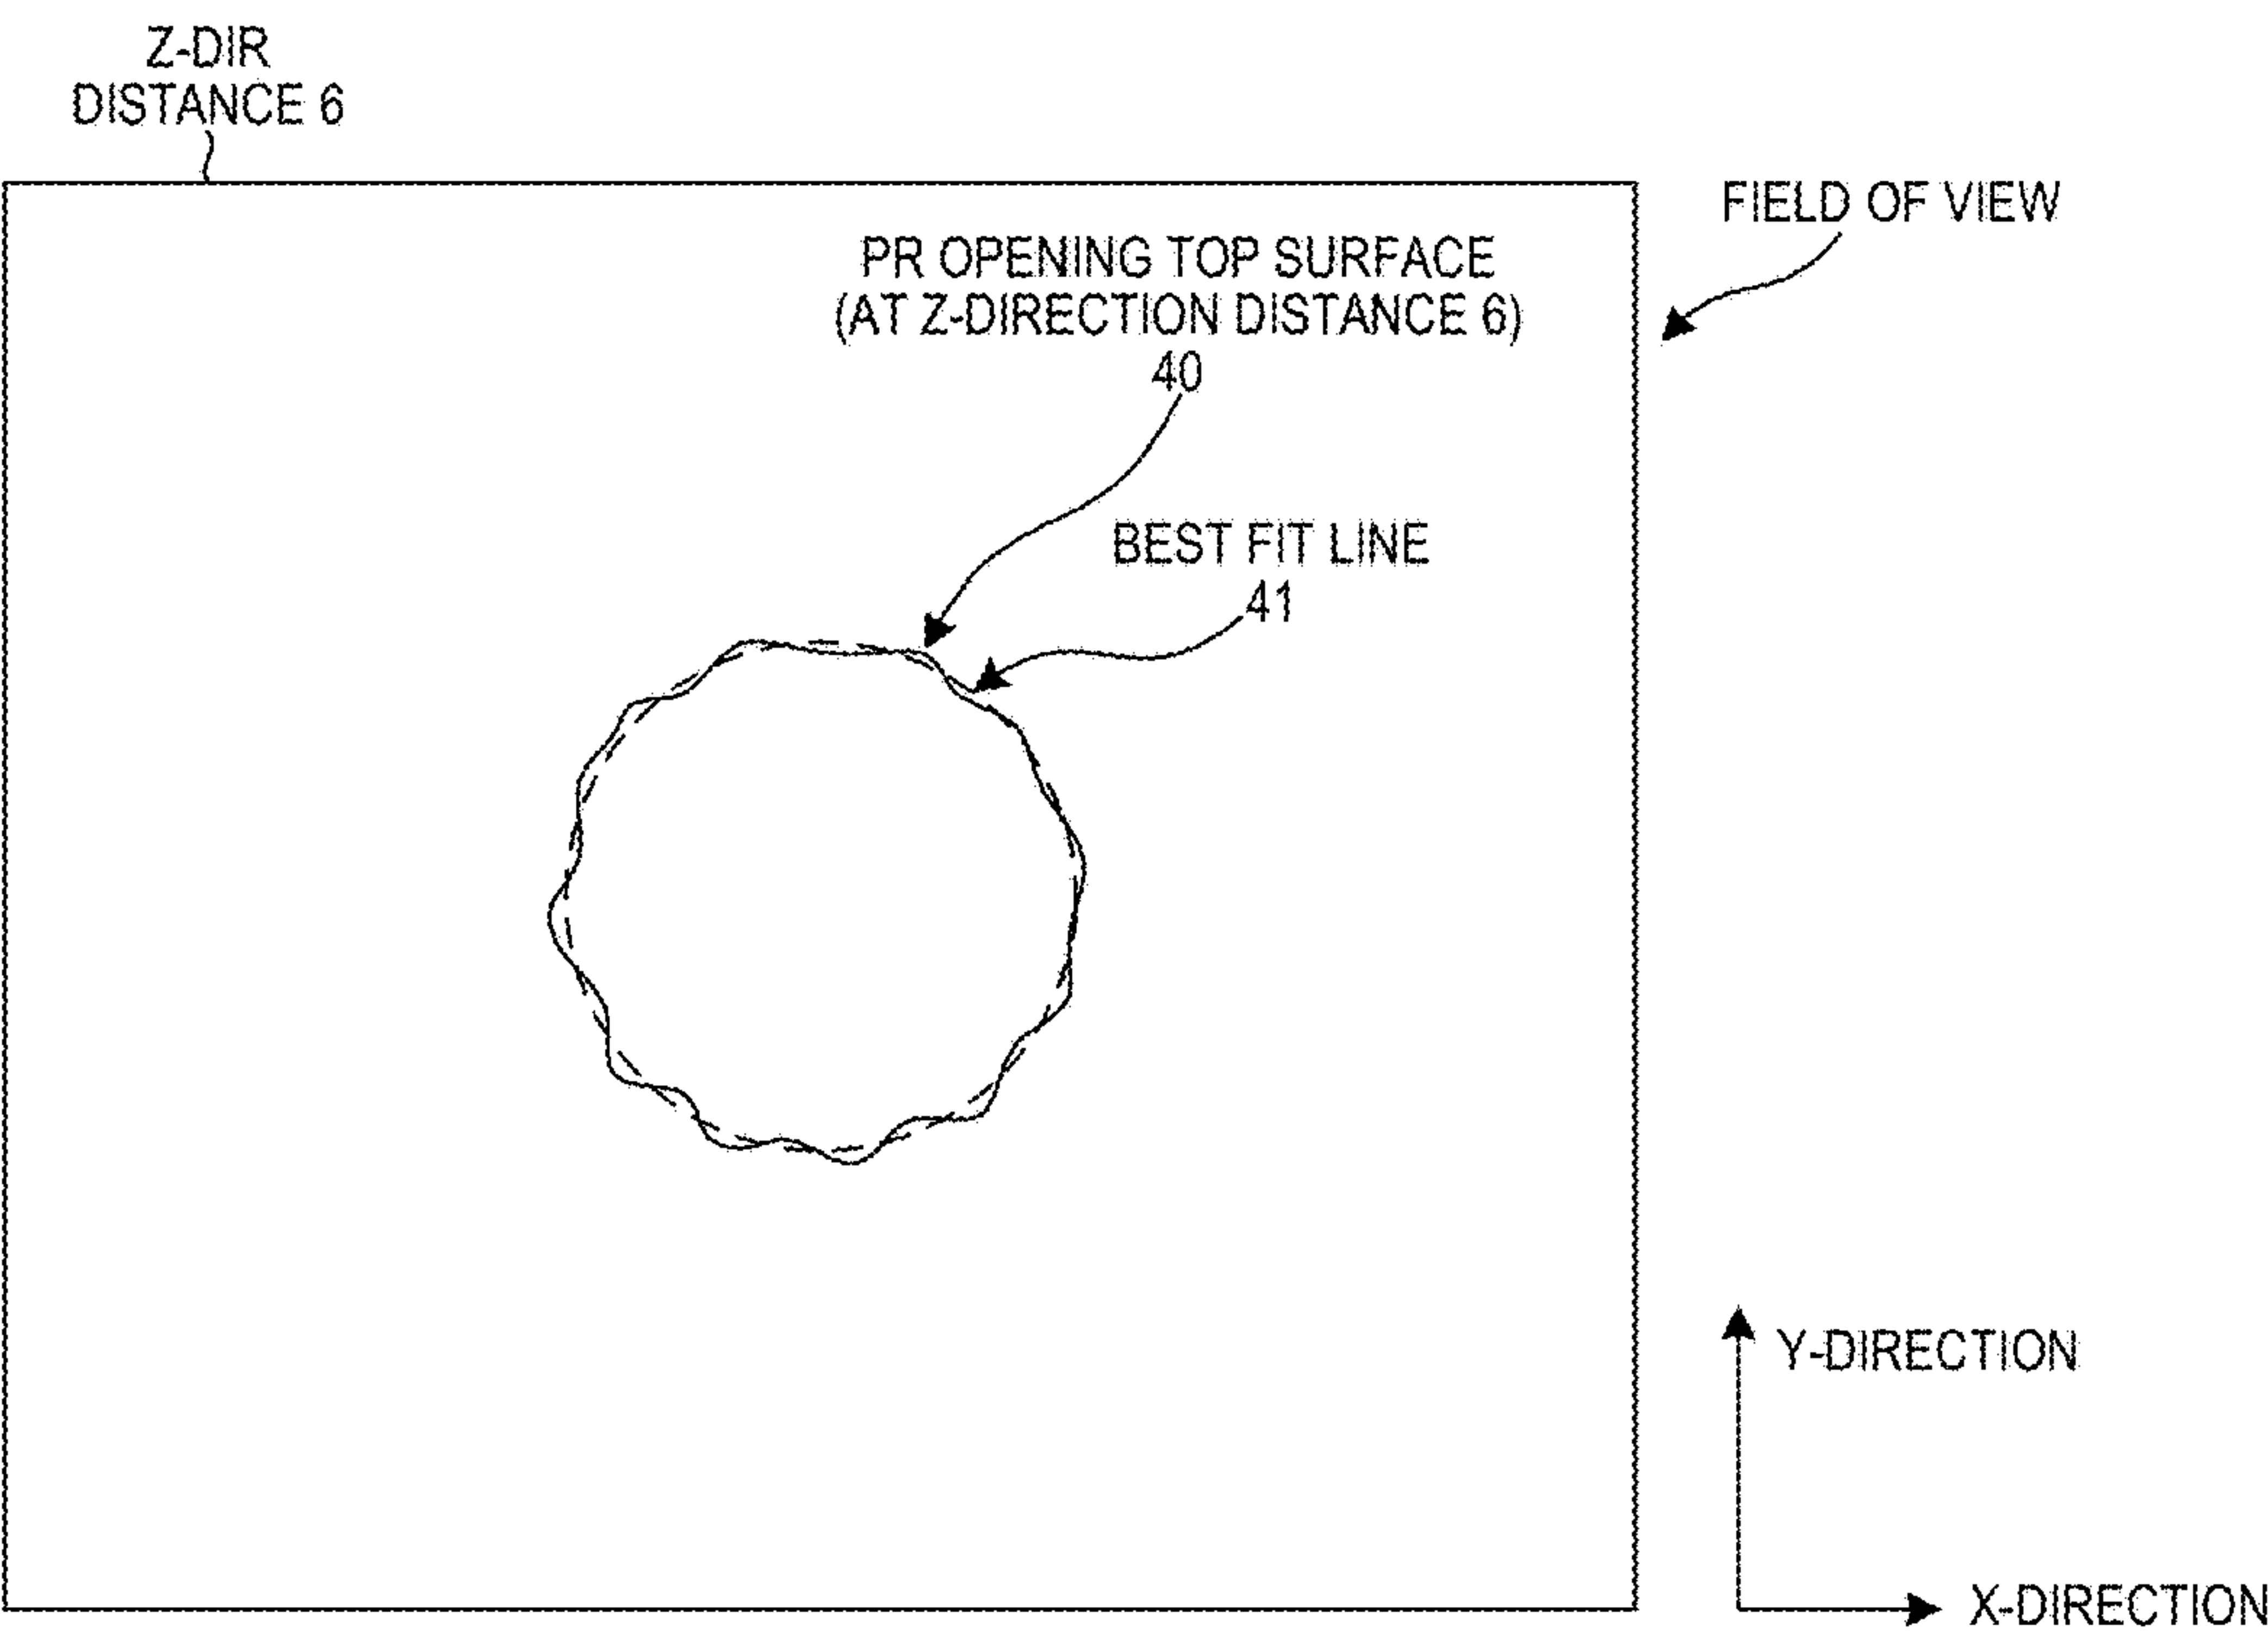 Z-DIR
DISTANCE 6
FIELD OF VIEW
PR OPENING TOP SURFACE
(AT Z-DIRECTION DISTANCE 6)
40
BEST FIT LINE
41
Y-DIRECTION
X-DIRECTION